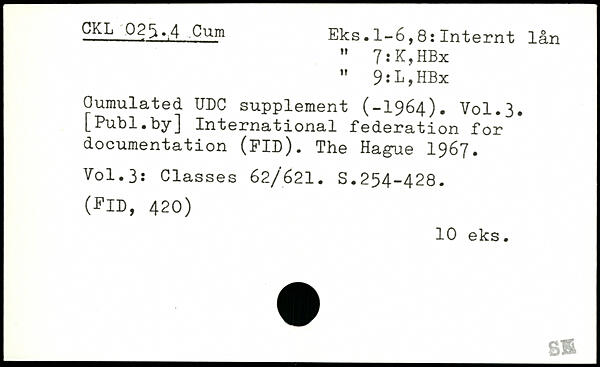 CKL 025.4 Cum
Eks.1-6,8:Internt lån
" 7:K,HBx
" 9:L,HBx
Cumulated UDC supplement (-1964). Vol.3.
[Publ.by] International federation for
documentation (FID). The Hague 1967.
Vol.3: Classes 62/621. S.254-428.
(FID, 420)
10 eks.